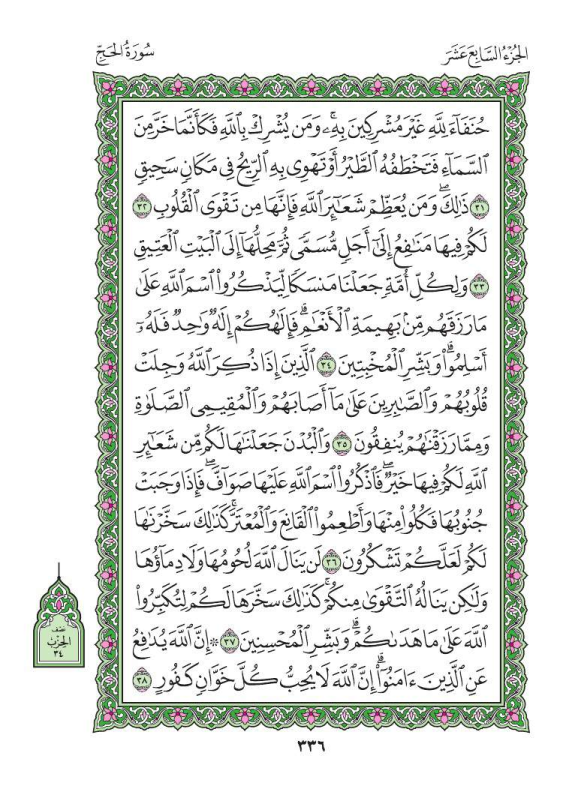 الجُزْءُ السَّابِعَ عَشَرَ
سُورَةُ الحَجِّ
حُنَفَآءَ لِلَّهِ غَيْرَ مُشْرِكِينَ بِهِۦۚ وَمَن يُشْرِكْ بِٱللَّهِ فَكَأَنَّمَا خَرَّ مِنَ
ٱلسَّمَآءِ فَتَخْطَفُهُ ٱلطَّيْرُ أَوْ تَهْوِى بِهِ ٱلرِّيحُ فِى مَكَانٍ سَحِيقٍ
٣١ ذَٰلِكَۖ وَمَن يُعَظِّمْ شَعَٰٓئِرَ ٱللَّهِ فَإِنَّهَا مِن تَقْوَى ٱلْقُلُوبِ ٣٢
لَكُمْ فِيهَا مَنَٰفِعُ إِلَىٰٓ أَجَلٍ مُّسَمًّى ثُمَّ مَحِلُّهَآ إِلَى ٱلْبَيْتِ ٱلْعَتِيقِ
٣٣ وَلِكُلِّ أُمَّةٍ جَعَلْنَا مَنسَكًا لِّيَذْكُرُوا۟ ٱسْمَ ٱللَّهِ عَلَىٰ
مَا رَزَقَهُم مِّنۢ بَهِيمَةِ ٱلْأَنْعَٰمِۗ فَإِلَٰهُكُمْ إِلَٰهٌ وَٰحِدٌ فَلَهُۥٓ
أَسْلِمُوا۟ۗ وَبَشِّرِ ٱلْمُخْبِتِينَ ٣٤ ٱلَّذِينَ إِذَا ذُكِرَ ٱللَّهُ وَجِلَتْ
قُلُوبُهُمْ وَٱلصَّٰبِرِينَ عَلَىٰ مَآ أَصَابَهُمْ وَٱلْمُقِيمِى ٱلصَّلَوٰةِ
وَمِمَّا رَزَقْنَٰهُمْ يُنفِقُونَ ٣٥ وَٱلْبُدْنَ جَعَلْنَٰهَا لَكُم مِّن شَعَٰٓئِرِ
ٱللَّهِ لَكُمْ فِيهَا خَيْرٌۖ فَٱذْكُرُوا۟ ٱسْمَ ٱللَّهِ عَلَيْهَا صَوَآفَّۖ فَإِذَا وَجَبَتْ
جُنُوبُهَا فَكُلُوا۟ مِنْهَا وَأَطْعِمُوا۟ ٱلْقَانِعَ وَٱلْمُعْتَرَّۚ كَذَٰلِكَ سَخَّرْنَٰهَا
لَكُمْ لَعَلَّكُمْ تَشْكُرُونَ ٣٦ لَن يَنَالَ ٱللَّهَ لُحُومُهَا وَلَا دِمَآؤُهَا
وَلَٰكِن يَنَالُهُ ٱلتَّقْوَىٰ مِنكُمْۚ كَذَٰلِكَ سَخَّرَهَا لَكُمْ لِتُكَبِّرُوا۟
ٱللَّهَ عَلَىٰ مَا هَدَىٰكُمْۗ وَبَشِّرِ ٱلْمُحْسِنِينَ ٣٧ ۞ إِنَّ ٱللَّهَ يُدَٰفِعُ
عَنِ ٱلَّذِينَ ءَامَنُوٓا۟ۗ إِنَّ ٱللَّهَ لَا يُحِبُّ كُلَّ خَوَّانٍ كَفُورٍ ٣٨
نصف
الحزب
٣٤
٣٣٦